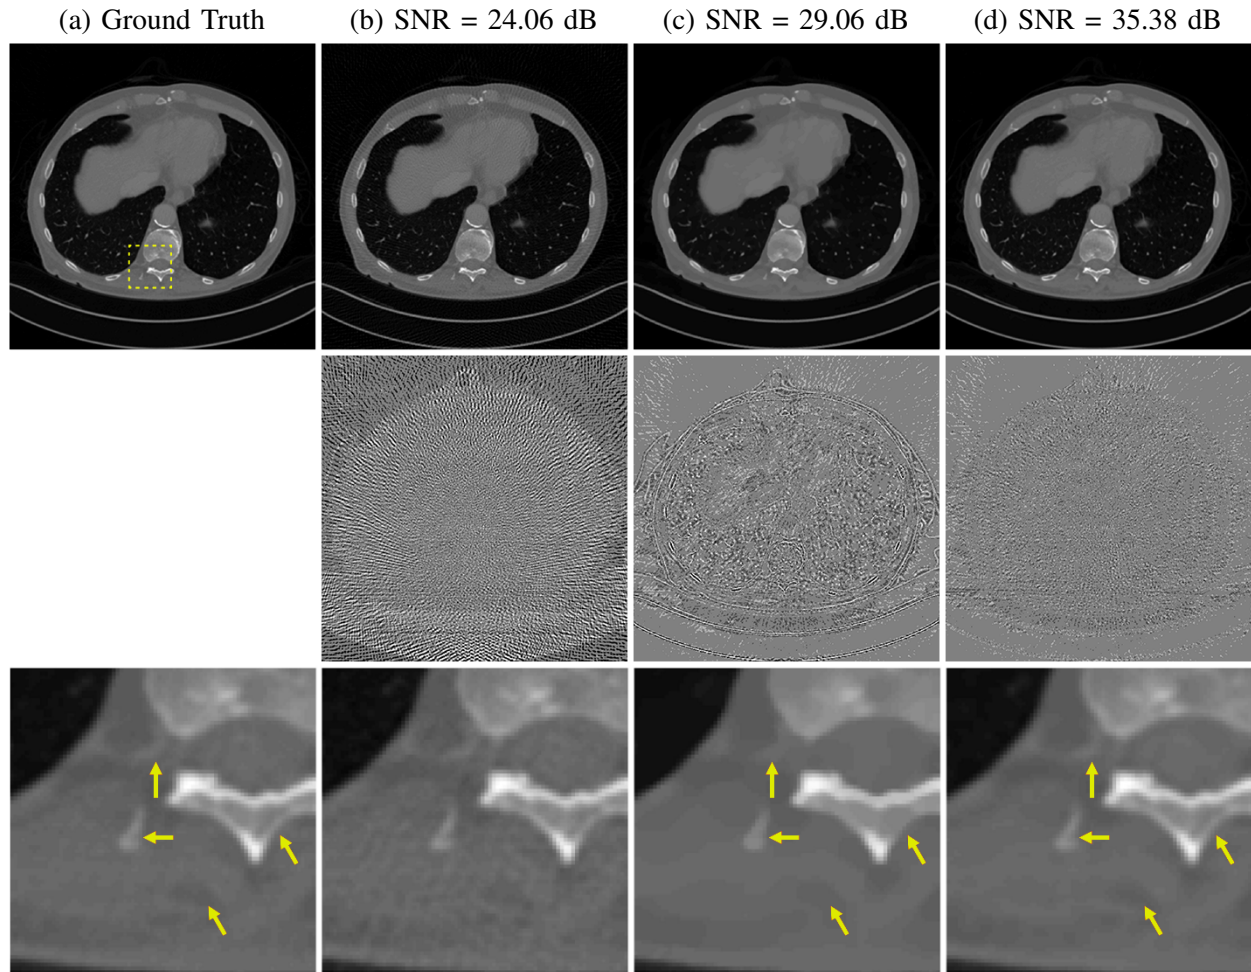 (a) Ground Truth
(b) SNR = 24.06 dB
(c) SNR = 29.06 dB
(d) SNR = 35.38 dB